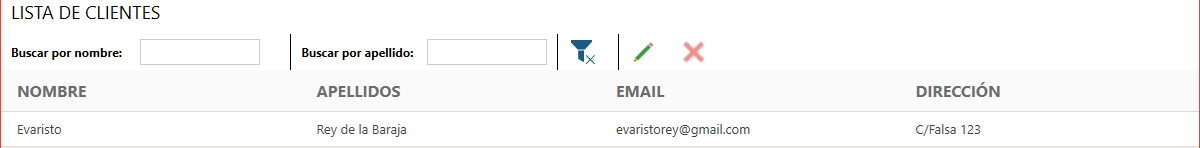 LISTA DE CLIENTES
Buscar por nombre: Buscar por apellido:
NOMBRE APELLIDOS EMAIL DIRECCIÓN
Evaristo Rey de la Baraja evaristorey@gmail.com C/Falsa 123